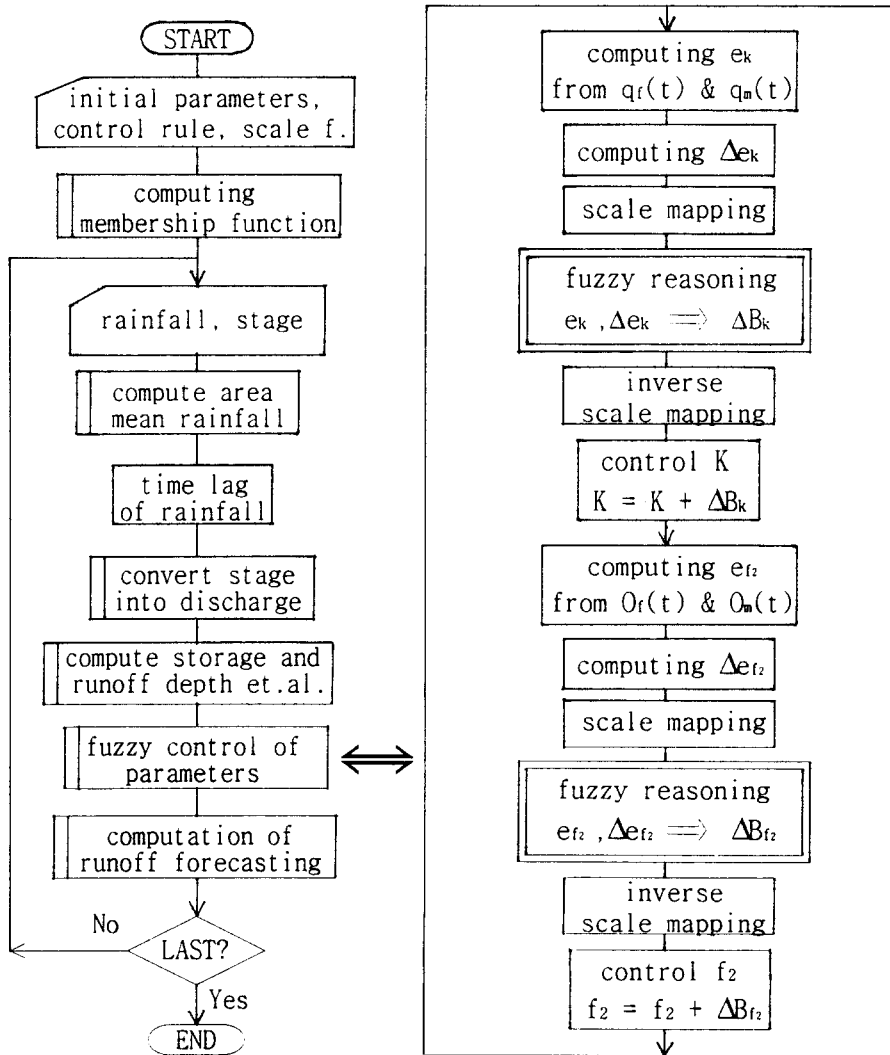 START
initial parameters,
control rule, scale f.
computing
membership function
rainfall, stage
compute area
mean rainfall
time lag
of rainfall
convert stage
into discharge
compute storage and
runoff depth et.al.
fuzzy control of
parameters
computation of
runoff forecasting
No
LAST?
Yes
END
computing eₖ
from q_f(t) & qₘ(t)
computing Δeₖ
scale mapping
fuzzy reasoning
eₖ ,Δeₖ ⟹ ΔBₖ
inverse
scale mapping
control K
K = K + ΔBₖ
computing e_f₂
from O_f(t) & Oₘ(t)
computing Δe_f₂
scale mapping
fuzzy reasoning
e_f₂ ,Δe_f₂ ⟹ ΔB_f₂
inverse
scale mapping
control f₂
f₂ = f₂ + ΔB_f₂